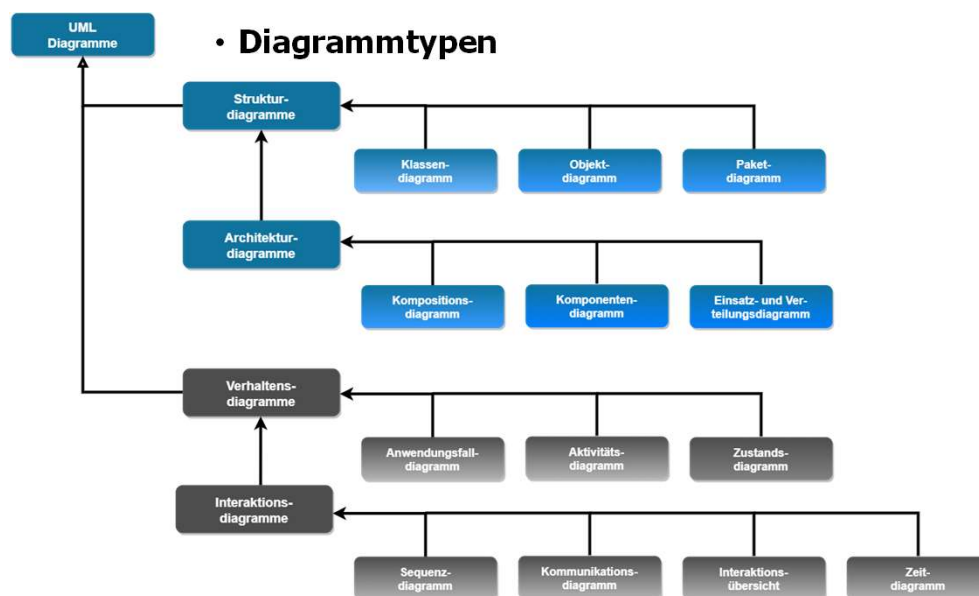 UML
Diagramme
• Diagrammtypen
Struktur-
diagramme
Klassen-
diagramm
Objekt-
diagramm
Paket-
diagramm
Architektur-
diagramme
Kompositions-
diagramm
Komponenten-
diagramm
Einsatz- und Ver-
teilungsdiagramm
Verhaltens-
diagramme
Anwendungsfall-
diagramm
Aktivitäts-
diagramm
Zustands-
diagramm
Interaktions-
diagramme
Sequenz-
diagramm
Kommunikations-
diagramm
Interaktions-
übersicht
Zeit-
diagramm